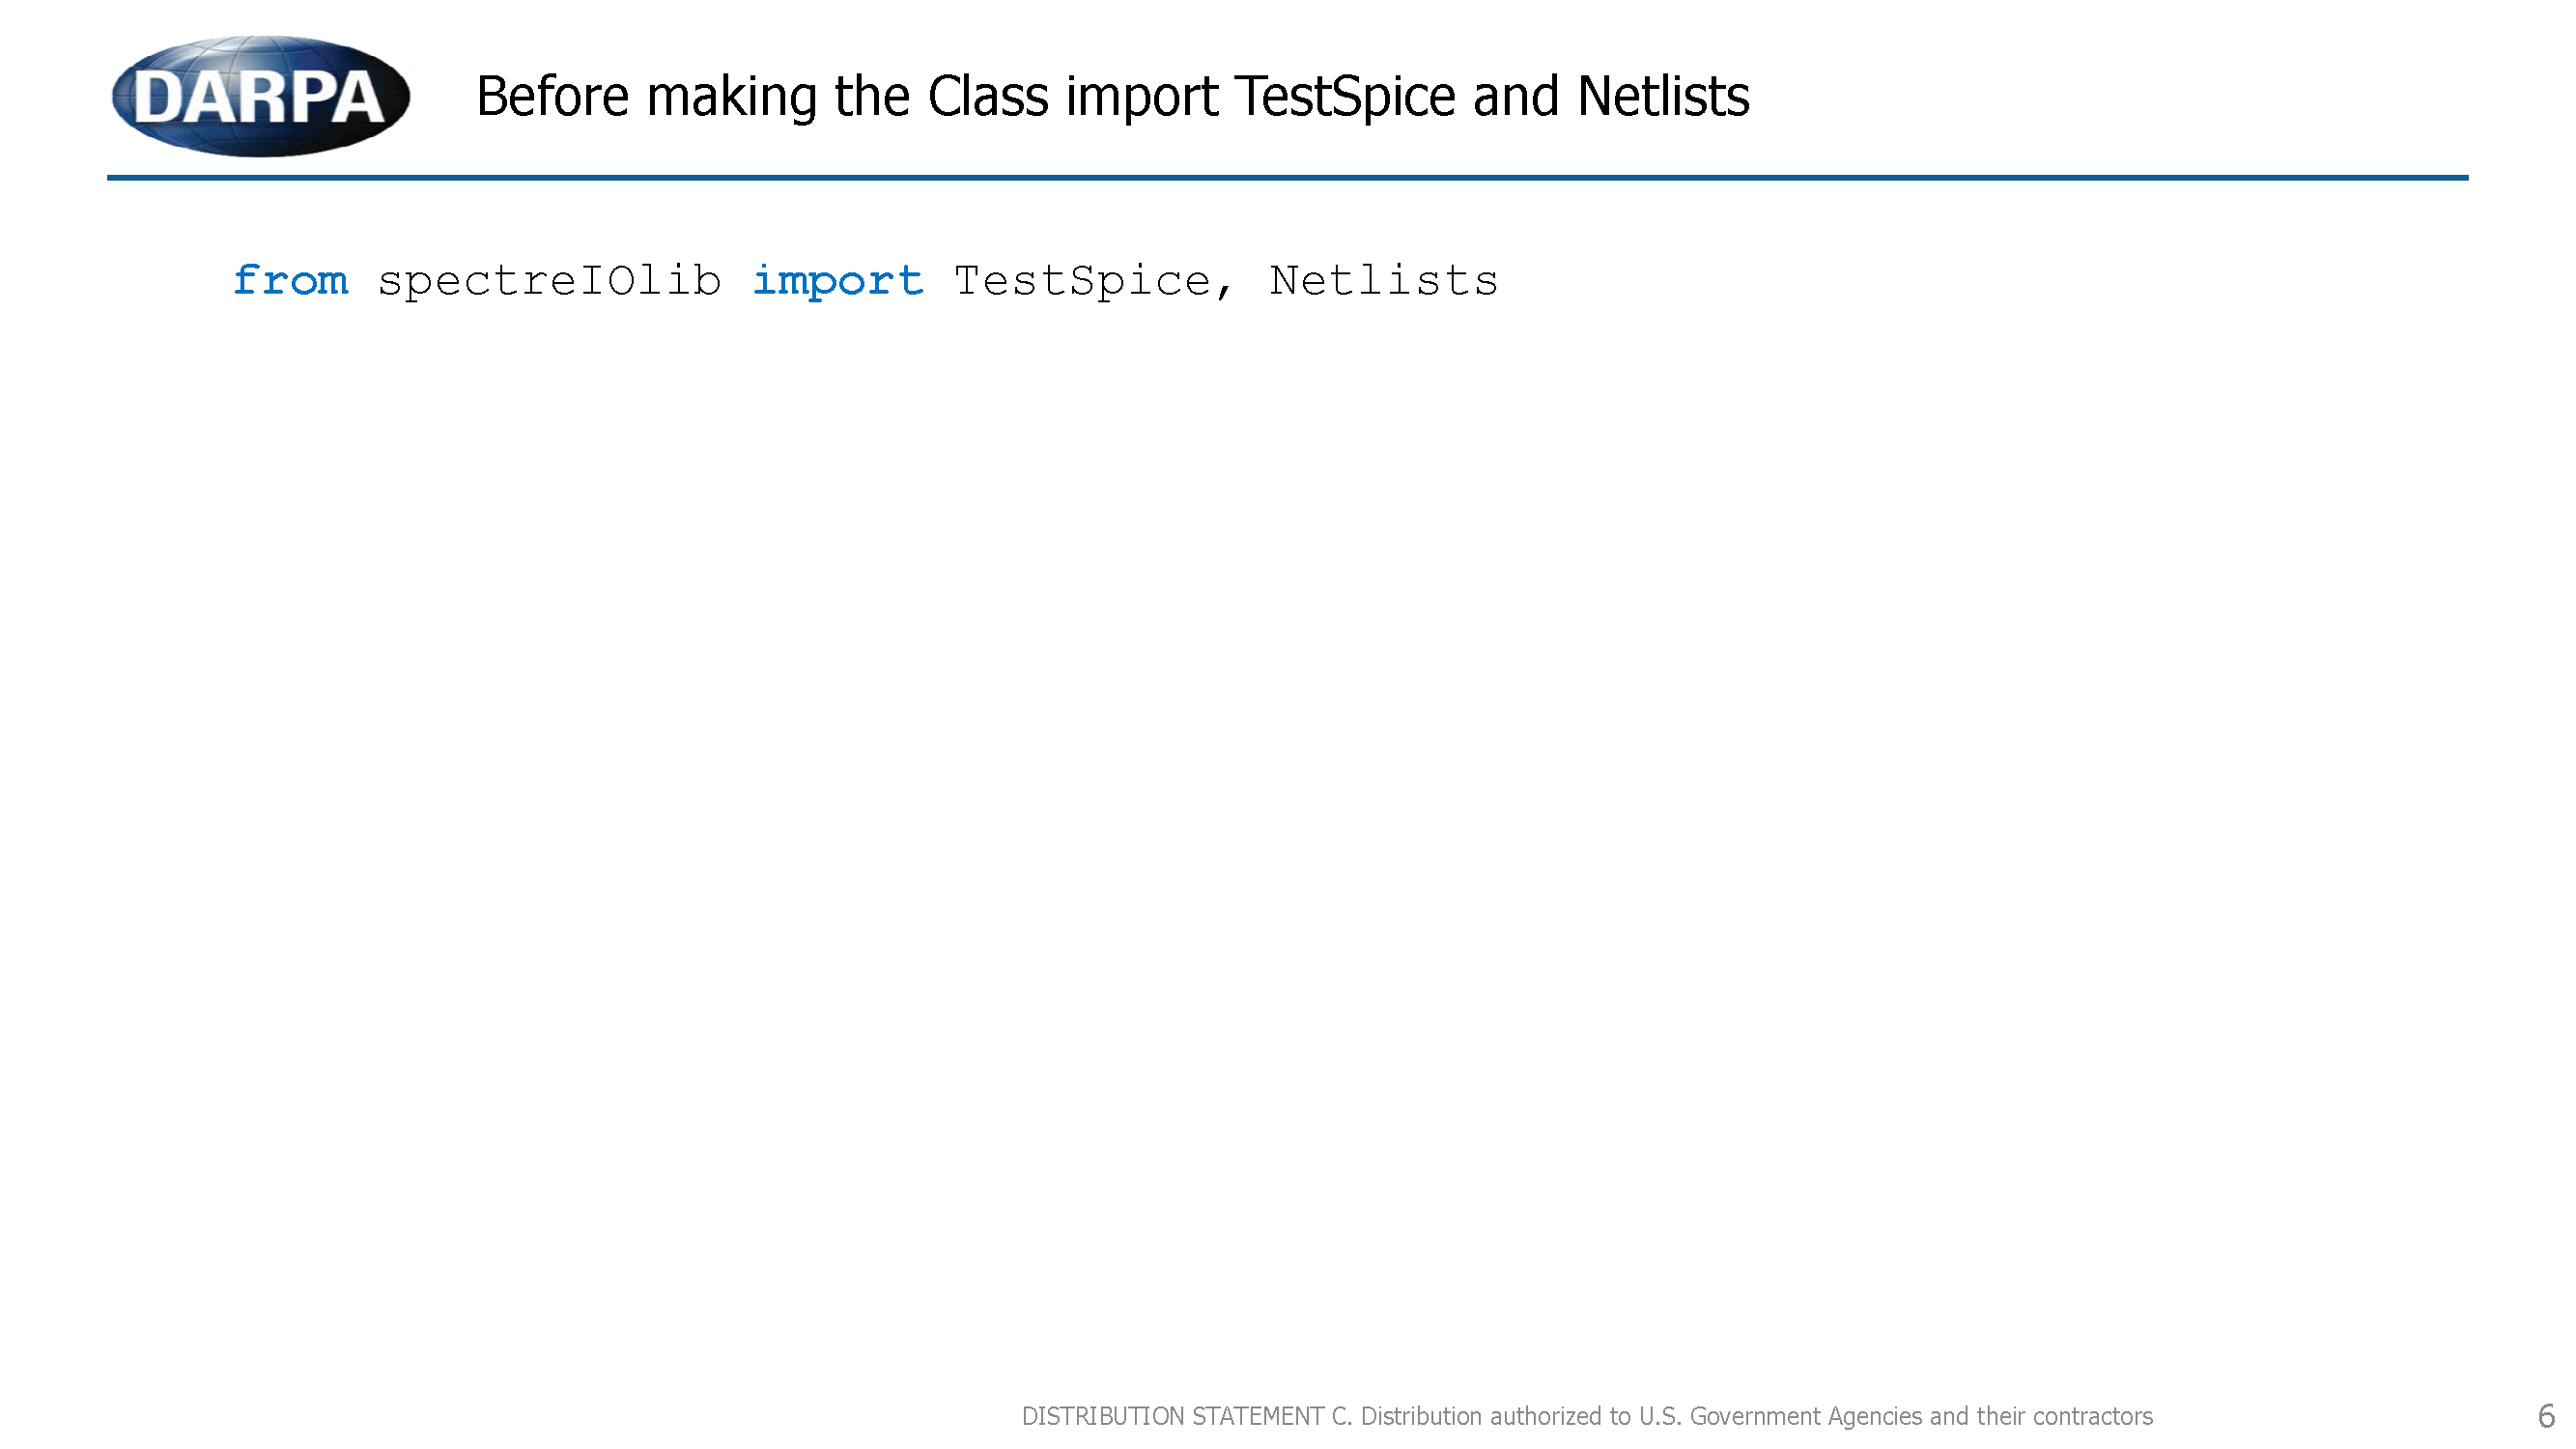 DARPA
Before making the Class import TestSpice and Netlists
from spectreIOlib import TestSpice, Netlists
DISTRIBUTION STATEMENT C. Distribution authorized to U.S. Government Agencies and their contractors
6